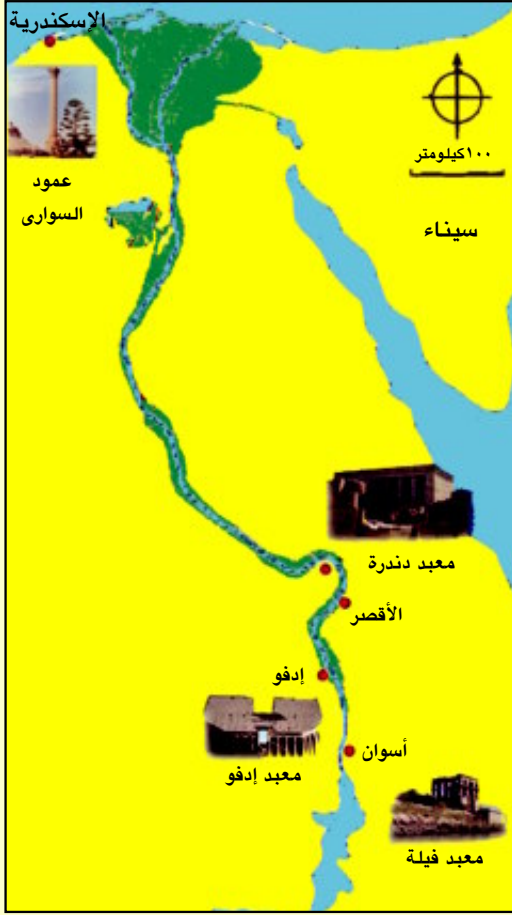 الإسكندرية
عمود
السوارى
١٠٠كيلومتر
سيناء
معبد دندرة
الأقصر
إدفو
معبد إدفو
أسوان
معبد فيلة